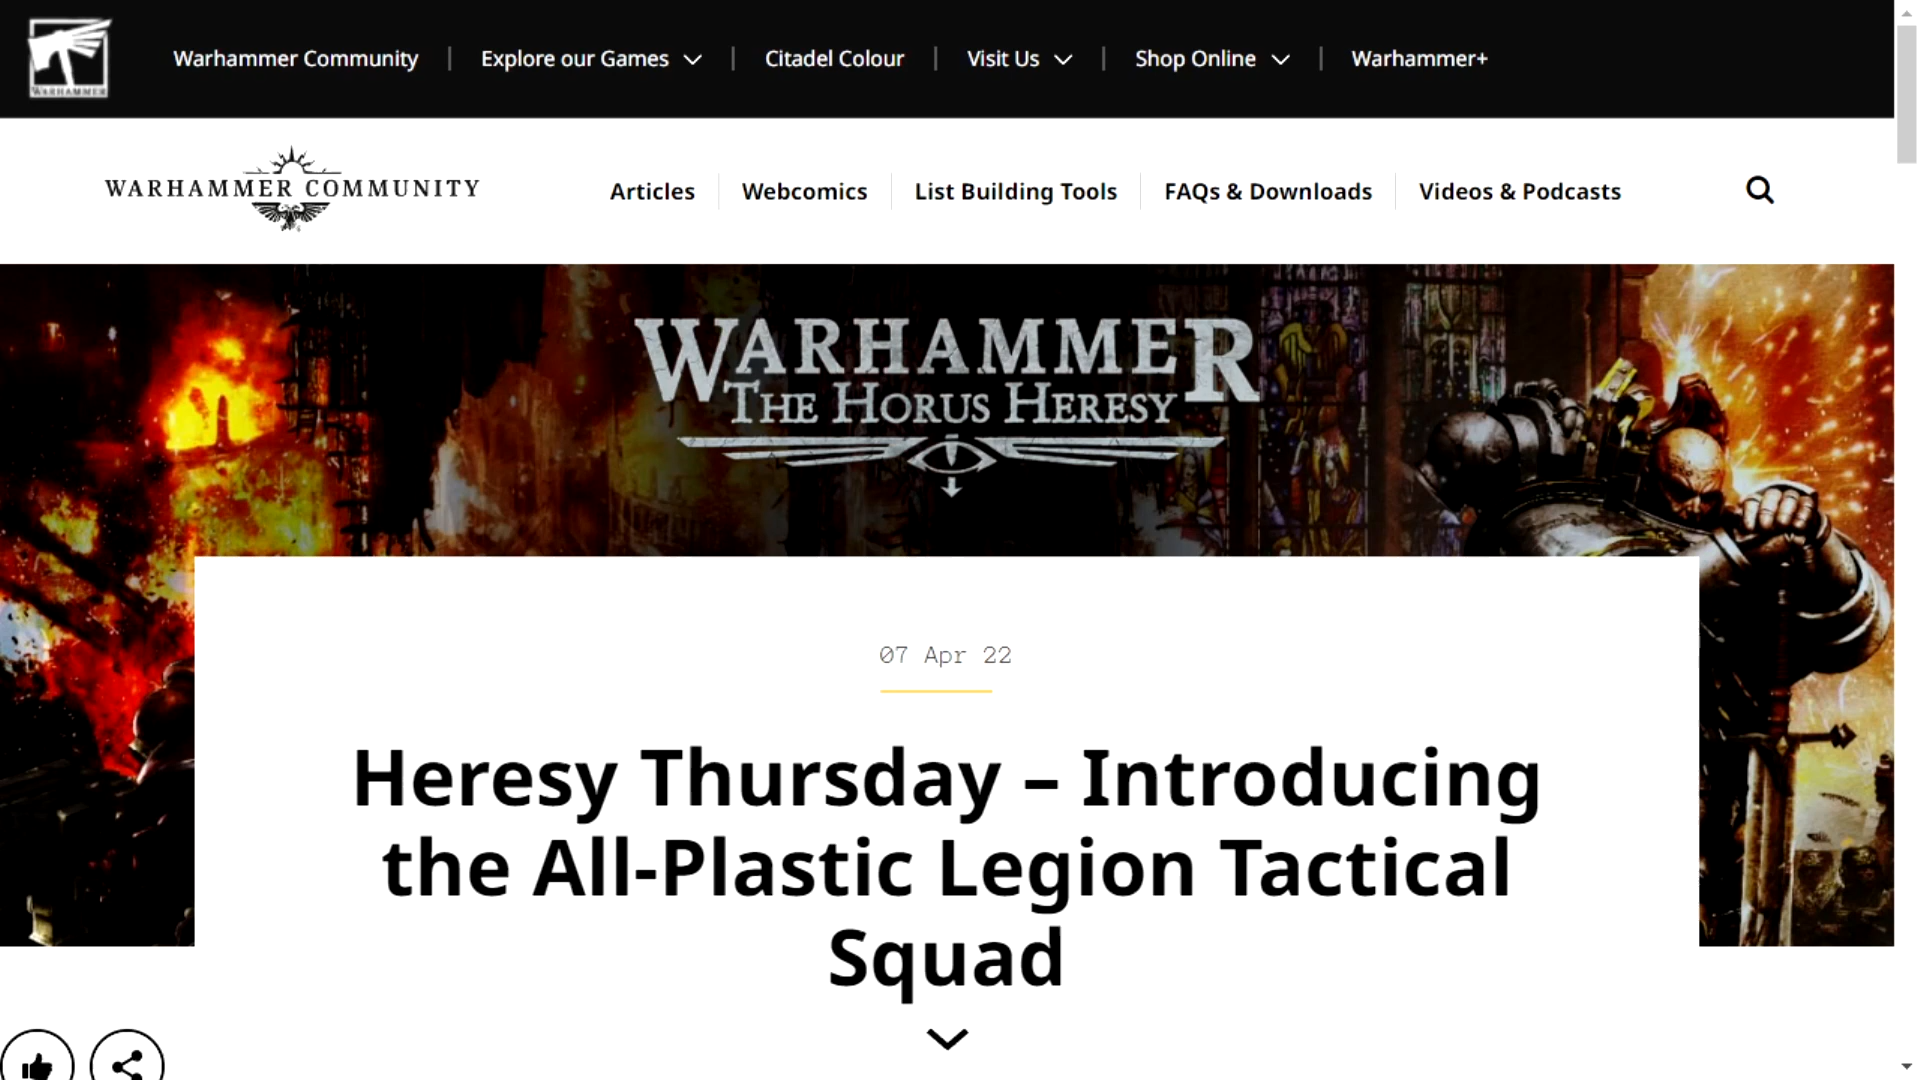 WARHAMMER
Warhammer Community
Explore our Games
Citadel Colour
Visit Us
Shop Online
Warhammer+
WARHAMMER COMMUNITY
Articles
Webcomics
List Building Tools
FAQs & Downloads
Videos & Podcasts
WARHAMMER
THE HORUS HERESY
07 Apr 22
Heresy Thursday – Introducing
the All-Plastic Legion Tactical
Squad